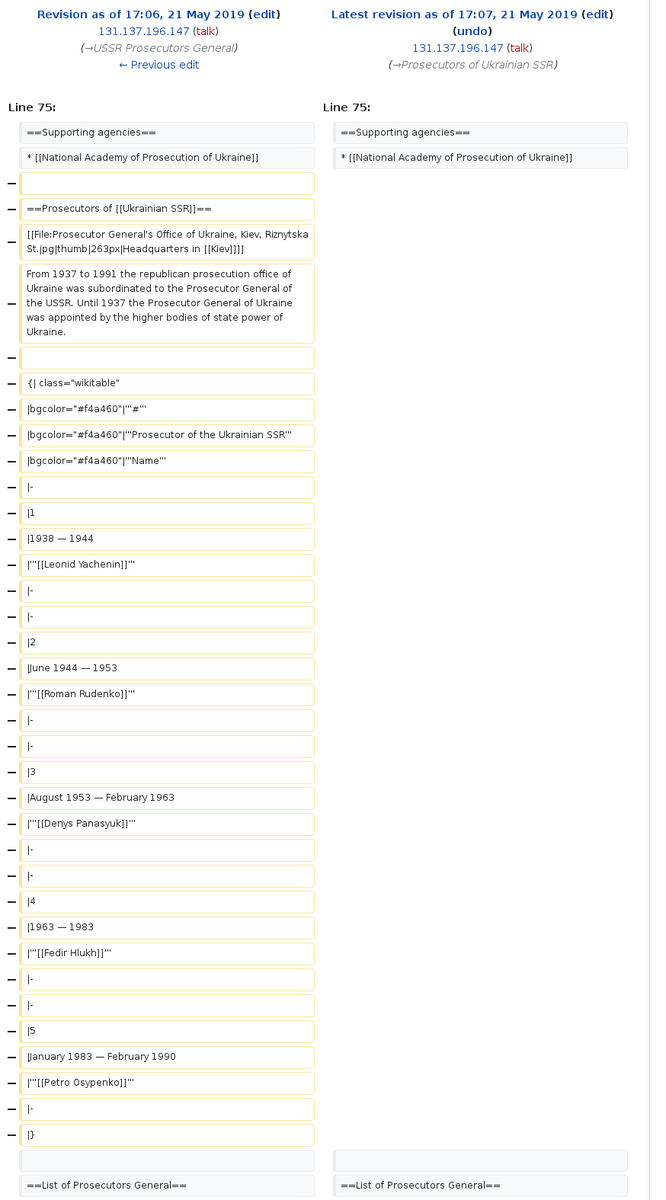 Revision as of 17:06, 21 May 2019 (edit)
131.137.196.147 (talk)
(→USSR Prosecutors General)
← Previous edit
Latest revision as of 17:07, 21 May 2019 (edit)
(undo)
131.137.196.147 (talk)
(→Prosecutors of Ukrainian SSR)
Line 75:
Line 75:
==Supporting agencies==
==Supporting agencies==
* [[National Academy of Prosecution of Ukraine]]
* [[National Academy of Prosecution of Ukraine]]
−
− ==Prosecutors of [[Ukrainian SSR]]==
− [[File:Prosecutor General's Office of Ukraine, Kiev, Riznytska
St.jpg|thumb|263px|Headquarters in [[Kiev]]]]
− From 1937 to 1991 the republican prosecution office of
Ukraine was subordinated to the Prosecutor General of
the USSR. Until 1937 the Prosecutor General of Ukraine
was appointed by the higher bodies of state power of
Ukraine.
−
− {| class="wikitable"
− |bgcolor="#f4a460"|'''#'''
− |bgcolor="#f4a460"|'''Prosecutor of the Ukrainian SSR'''
− |bgcolor="#f4a460"|'''Name'''
− |-
− |1
− |1938 — 1944
− |'''[[Leonid Yachenin]]'''
− |-
− |-
− |2
− |June 1944 — 1953
− |'''[[Roman Rudenko]]'''
− |-
− |-
− |3
− |August 1953 — February 1963
− |'''[[Denys Panasyuk]]'''
− |-
− |-
− |4
− |1963 — 1983
− |'''[[Fedir Hlukh]]'''
− |-
− |-
− |5
− |January 1983 — February 1990
− |'''[[Petro Osypenko]]'''
− |-
− |}
==List of Prosecutors General==
==List of Prosecutors General==